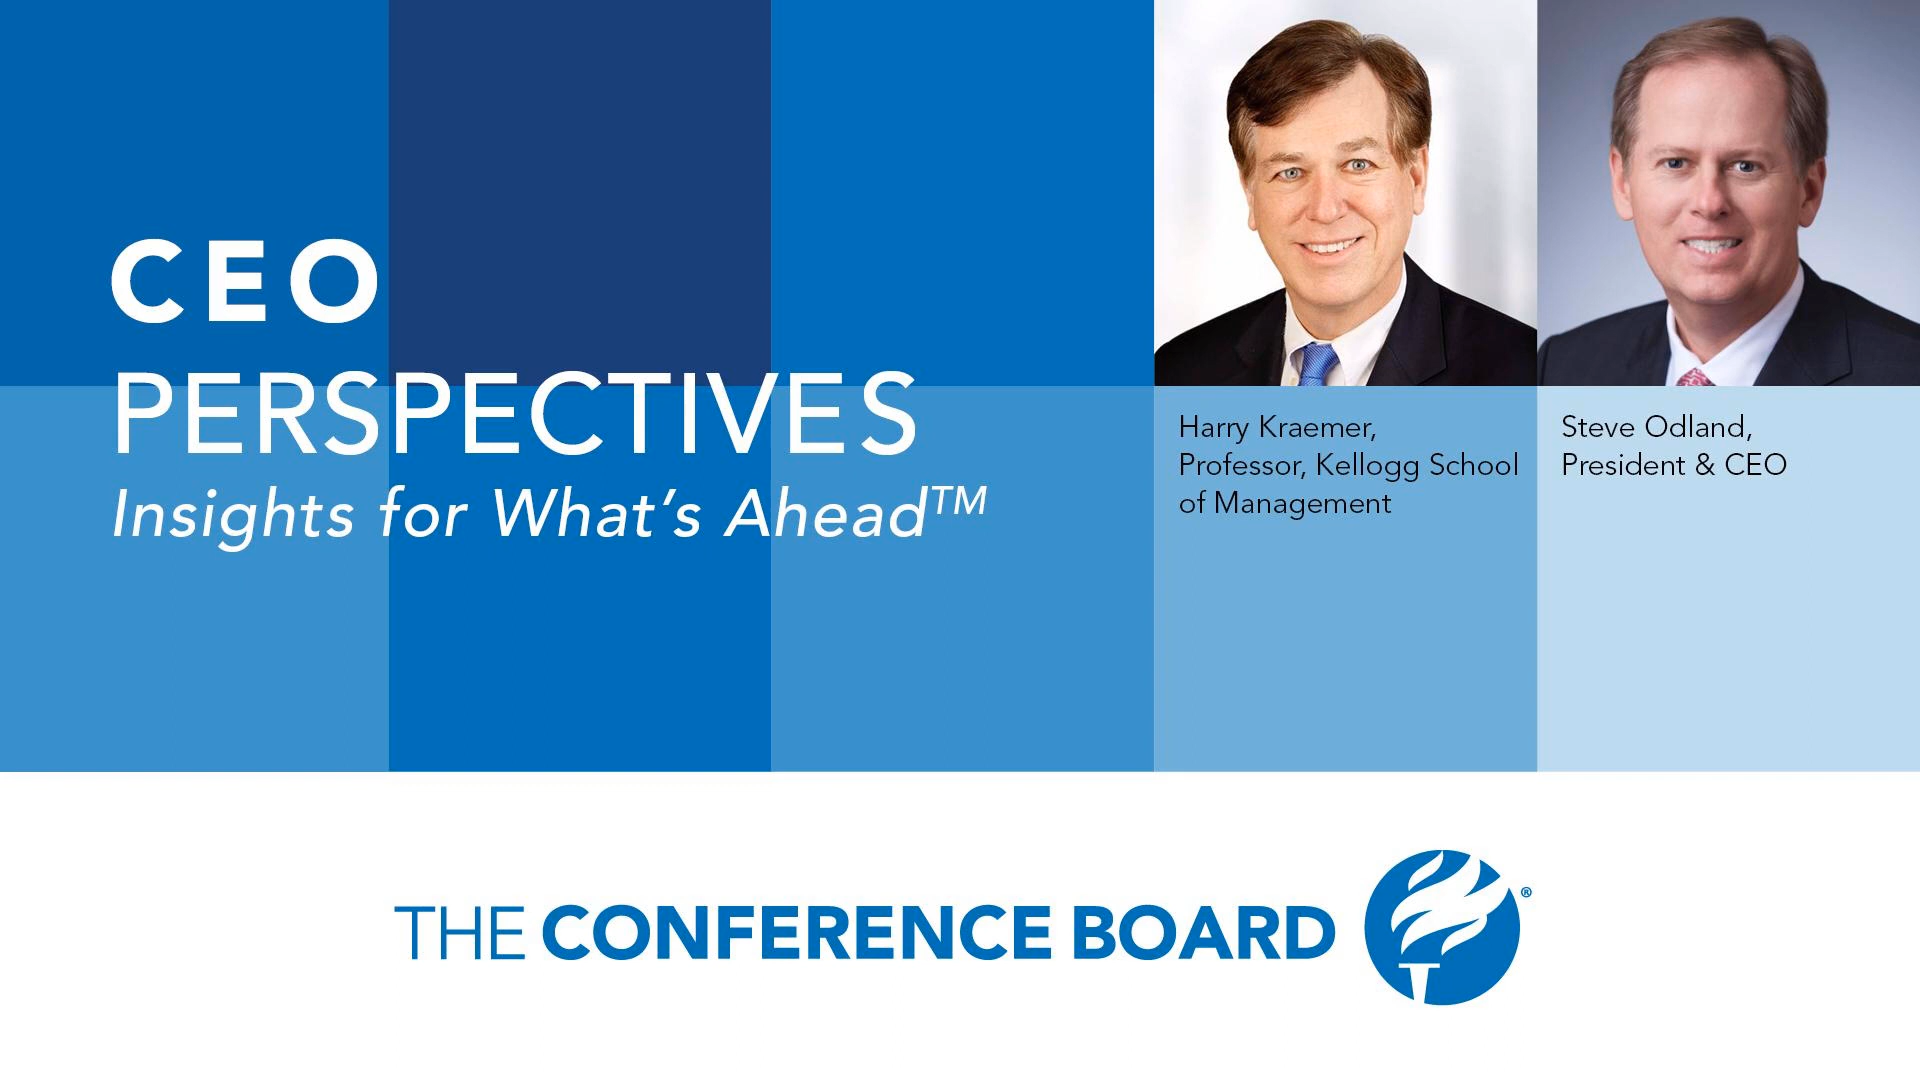 CEO
PERSPECTIVES
Insights for What's Ahead™
Harry Kraemer,
Professor, Kellogg School
of Management
Steve Odland,
President & CEO
THE CONFERENCE BOARD ®